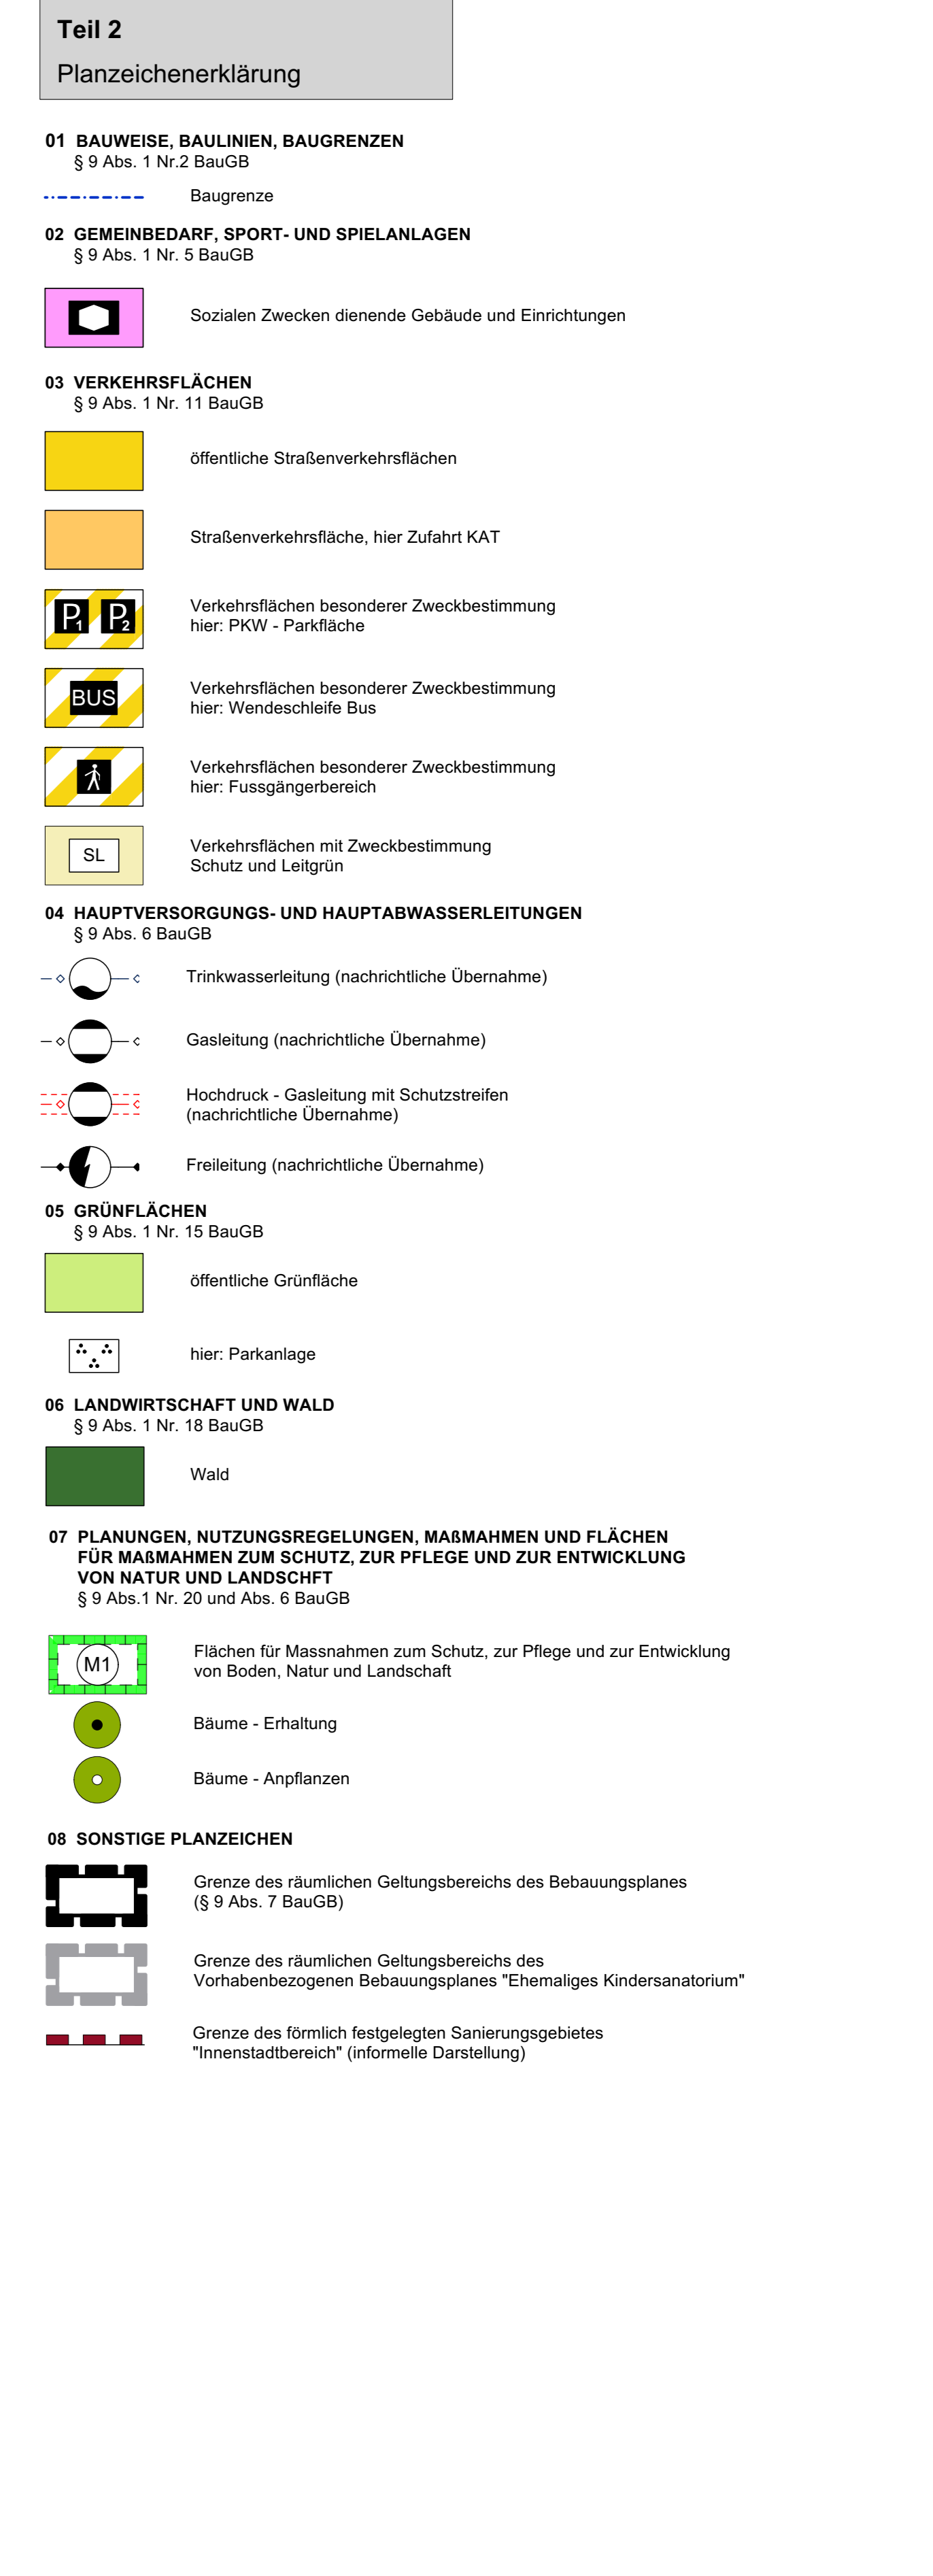 Teil 2
Planzeichenerklärung
01 BAUWEISE, BAULINIEN, BAUGRENZEN
§ 9 Abs. 1 Nr.2 BauGB
Baugrenze
02 GEMEINBEDARF, SPORT- UND SPIELANLAGEN
§ 9 Abs. 1 Nr. 5 BauGB
Sozialen Zwecken dienende Gebäude und Einrichtungen
03 VERKEHRSFLÄCHEN
§ 9 Abs. 1 Nr. 11 BauGB
öffentliche Straßenverkehrsflächen
Straßenverkehrsfläche, hier Zufahrt KAT
P1 P2
Verkehrsflächen besonderer Zweckbestimmung
hier: PKW - Parkfläche
BUS
Verkehrsflächen besonderer Zweckbestimmung
hier: Wendeschleife Bus
Verkehrsflächen besonderer Zweckbestimmung
hier: Fussgängerbereich
SL
Verkehrsflächen mit Zweckbestimmung
Schutz und Leitgrün
04 HAUPTVERSORGUNGS- UND HAUPTABWASSERLEITUNGEN
§ 9 Abs. 6 BauGB
Trinkwasserleitung (nachrichtliche Übernahme)
Gasleitung (nachrichtliche Übernahme)
Hochdruck - Gasleitung mit Schutzstreifen
(nachrichtliche Übernahme)
Freileitung (nachrichtliche Übernahme)
05 GRÜNFLÄCHEN
§ 9 Abs. 1 Nr. 15 BauGB
öffentliche Grünfläche
hier: Parkanlage
06 LANDWIRTSCHAFT UND WALD
§ 9 Abs. 1 Nr. 18 BauGB
Wald
07 PLANUNGEN, NUTZUNGSREGELUNGEN, MAßMAHMEN UND FLÄCHEN
FÜR MAßMAHMEN ZUM SCHUTZ, ZUR PFLEGE UND ZUR ENTWICKLUNG
VON NATUR UND LANDSCHFT
§ 9 Abs.1 Nr. 20 und Abs. 6 BauGB
M1
Flächen für Massnahmen zum Schutz, zur Pflege und zur Entwicklung
von Boden, Natur und Landschaft
Bäume - Erhaltung
Bäume - Anpflanzen
08 SONSTIGE PLANZEICHEN
Grenze des räumlichen Geltungsbereichs des Bebauungsplanes
(§ 9 Abs. 7 BauGB)
Grenze des räumlichen Geltungsbereichs des
Vorhabenbezogenen Bebauungsplanes "Ehemaliges Kindersanatorium"
Grenze des förmlich festgelegten Sanierungsgebietes
"Innenstadtbereich" (informelle Darstellung)